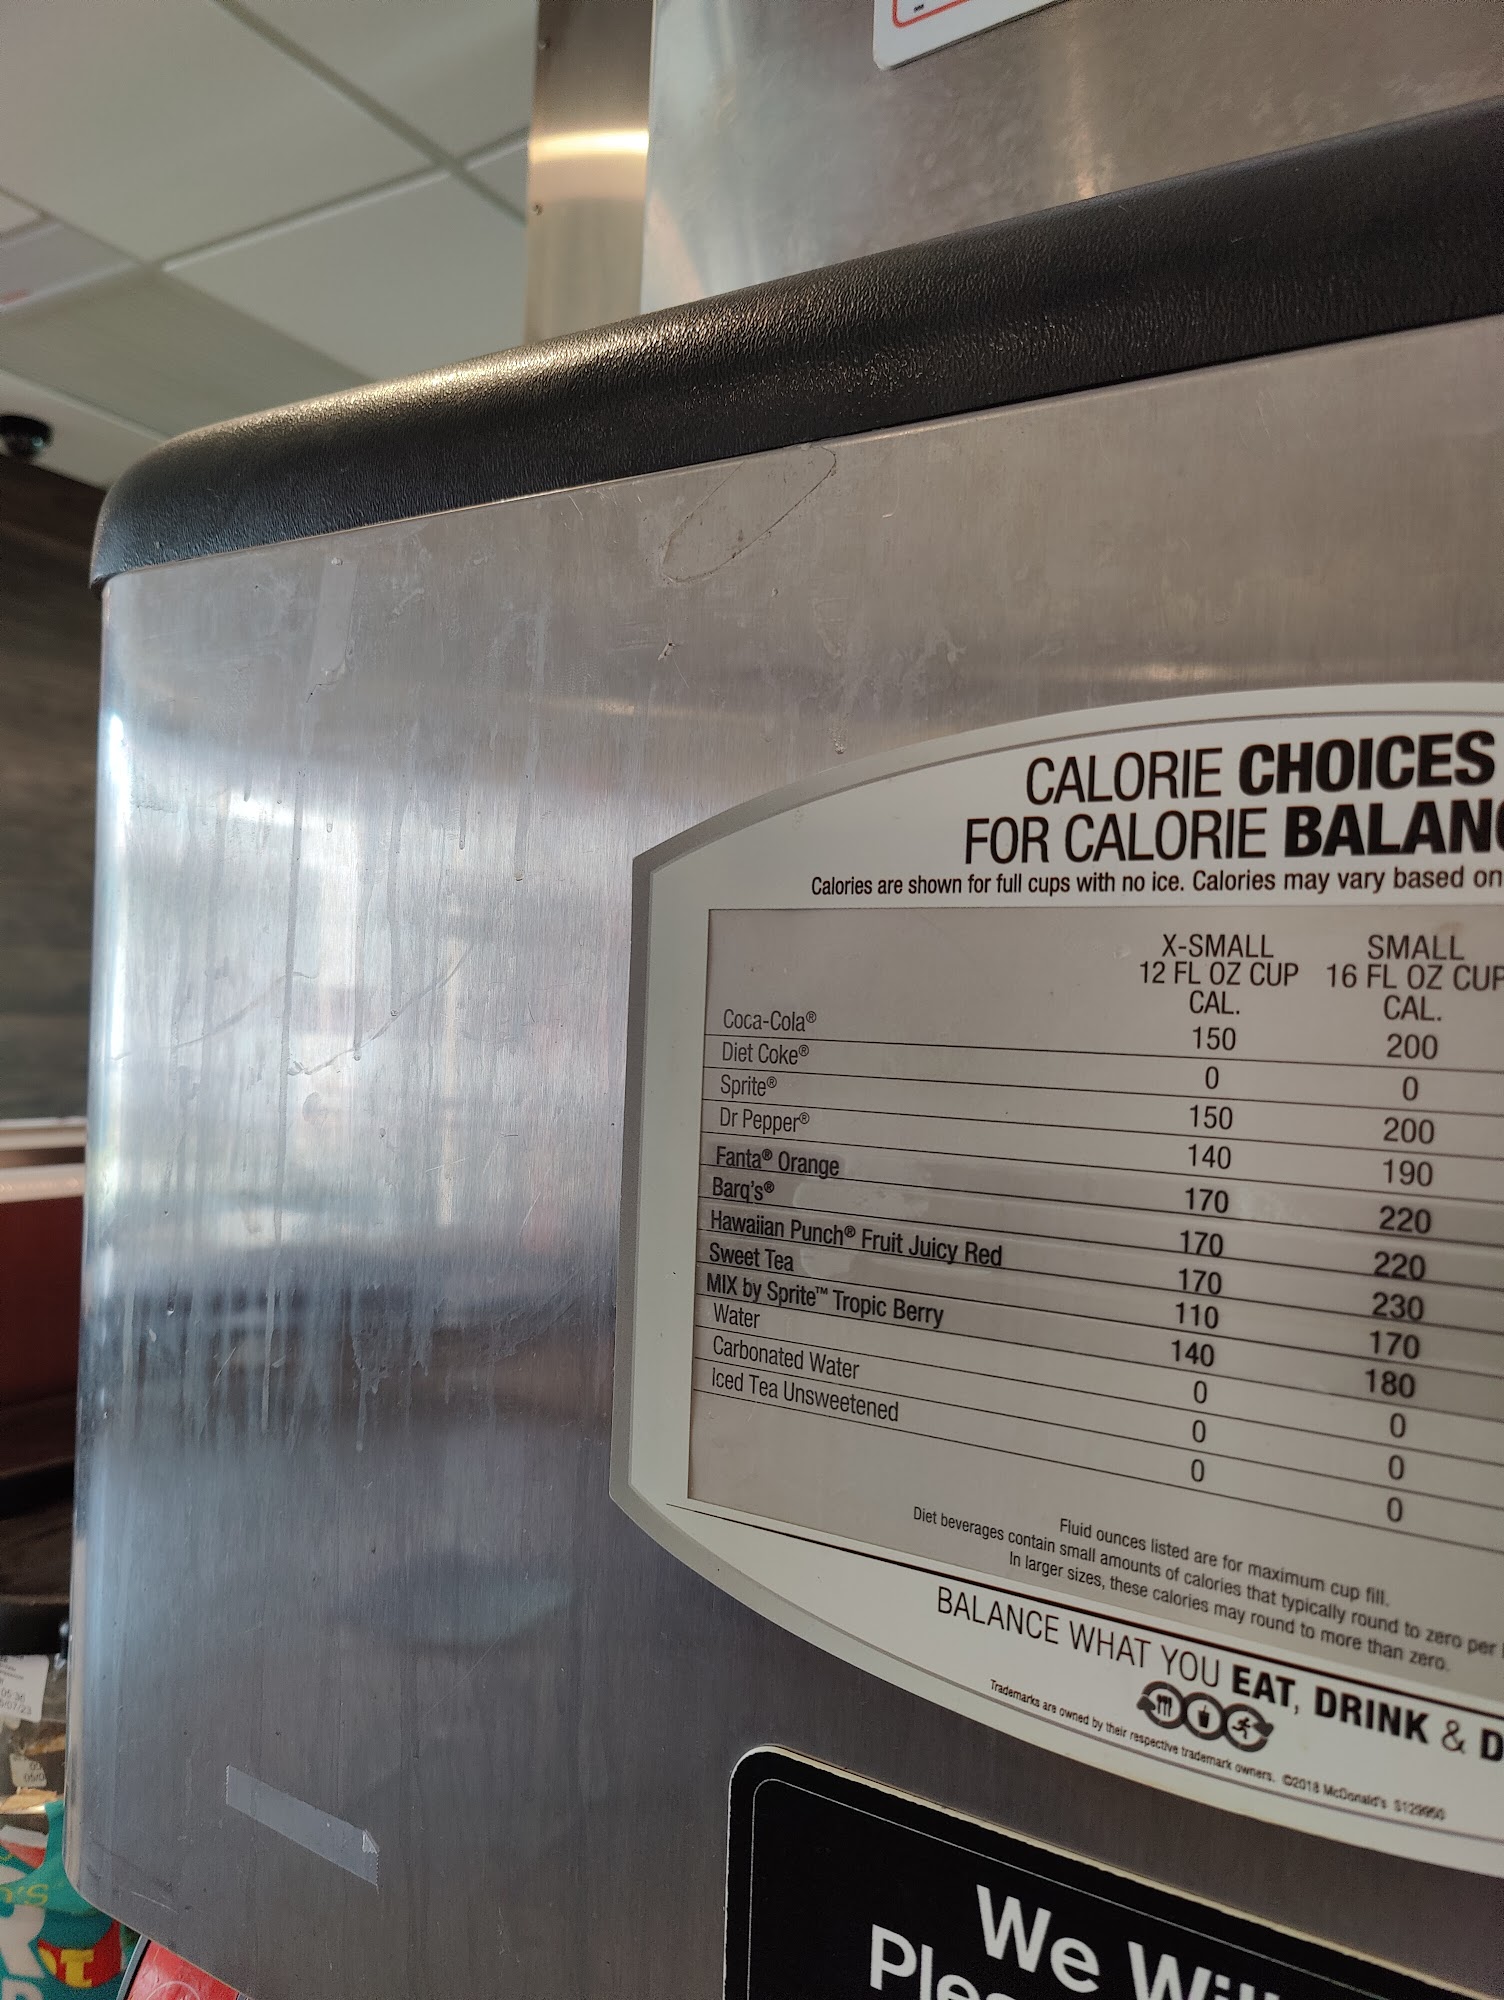 CALORIE CHOICES
FOR CALORIE
Calories are shown for full cups with no ice. Calories may vary based on
X-SMALL SMALL
12 FL OZ CUP 16 FL OZ CUP
CAL. CAL.
Coca-Cola® 150 200
Diet Coke® 0 0
Sprite® 150 200
Dr Pepper® 140 190
Fanta® Orange 170 220
Barq's® 170 220
Hawaiian Punch® Fruit Juicy Red 170 230
Sweet Tea 110 170
MIX by Sprite™ Tropic Berry 140 180
Water 0 0
Carbonated Water 0 0
Iced Tea Unsweetened 0 0
Fluid ounces listed are for maximum cup fill.
Diet beverages contain small amounts of calories that typically round to zero per
In larger sizes, these calories may round to more than zero.
BALANCE WHAT YOU EAT, DRINK & D
Trademarks are owned by their respective trademark owners. ©2018 McDonald's S129960
We Will